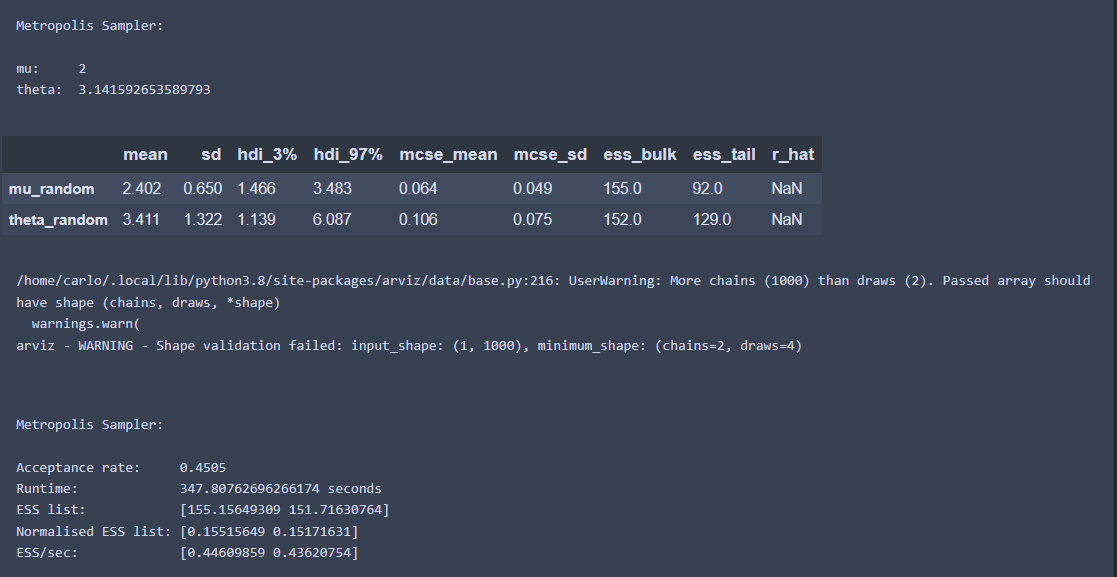 Metropolis Sampler:
mu: 2
theta: 3.141592653589793
mean sd hdi_3% hdi_97% mcse_mean mcse_sd ess_bulk ess_tail r_hat
mu_random 2.402 0.650 1.466 3.483 0.064 0.049 155.0 92.0 NaN
theta_random 3.411 1.322 1.139 6.087 0.106 0.075 152.0 129.0 NaN
/home/carlo/.local/lib/python3.8/site-packages/arviz/data/base.py:216: UserWarning: More chains (1000) than draws (2). Passed array should
have shape (chains, draws, *shape)
warnings.warn(
arviz - WARNING - Shape validation failed: input_shape: (1, 1000), minimum_shape: (chains=2, draws=4)
Metropolis Sampler:
Acceptance rate: 0.4505
Runtime: 347.80762696266174 seconds
ESS list: [155.15649309 151.71630764]
Normalised ESS list: [0.15515649 0.15171631]
ESS/sec: [0.44609859 0.43620754]